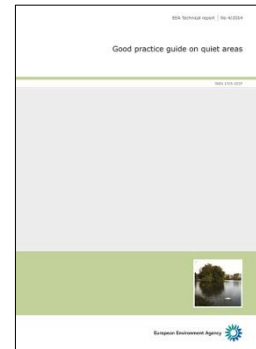 EEA Technical report | No 4/2014
Good practice guide on quiet areas
ISSN 1725-2237
European Environment Agency